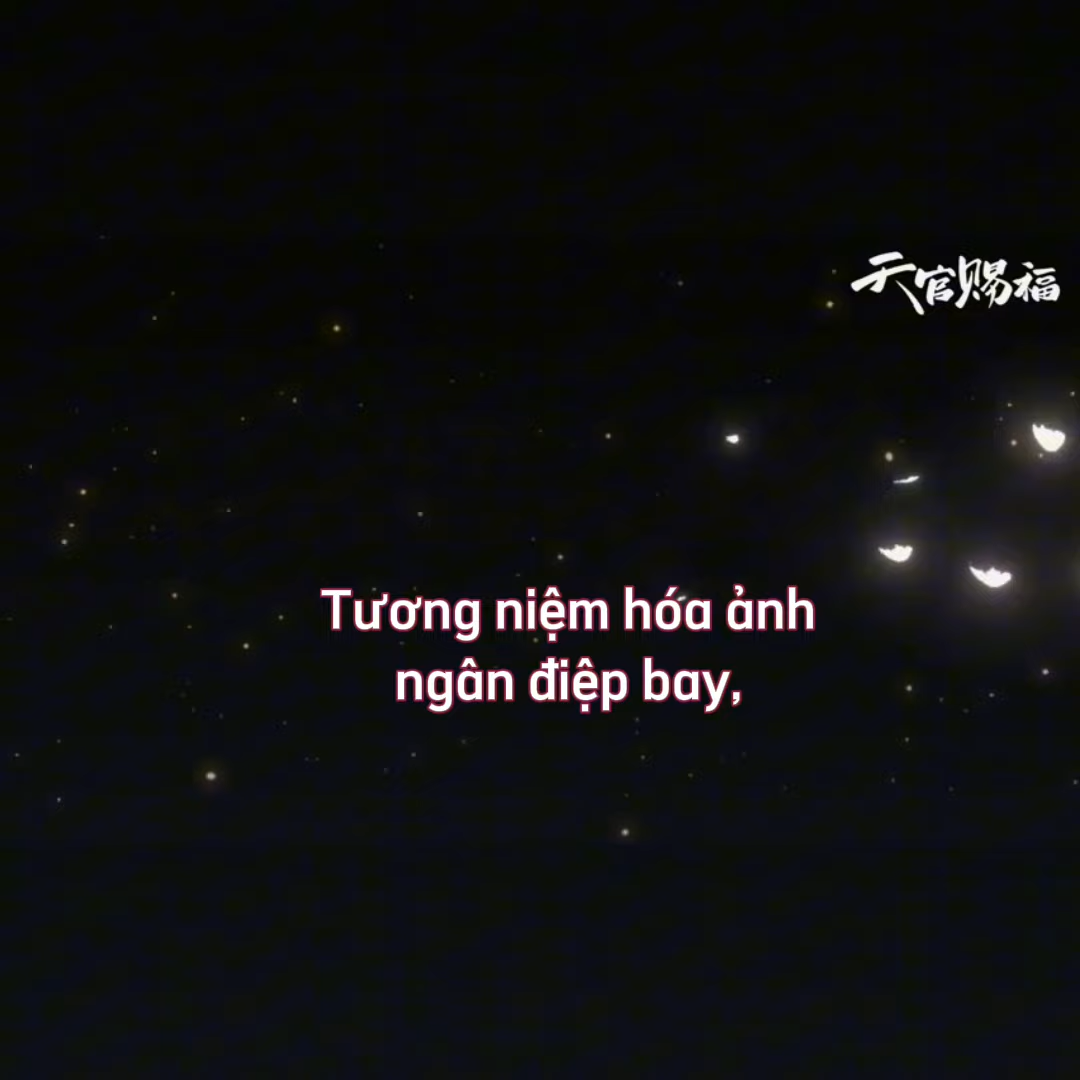 天官赐福
Tương niệm hóa ảnh
ngân điệp bay,